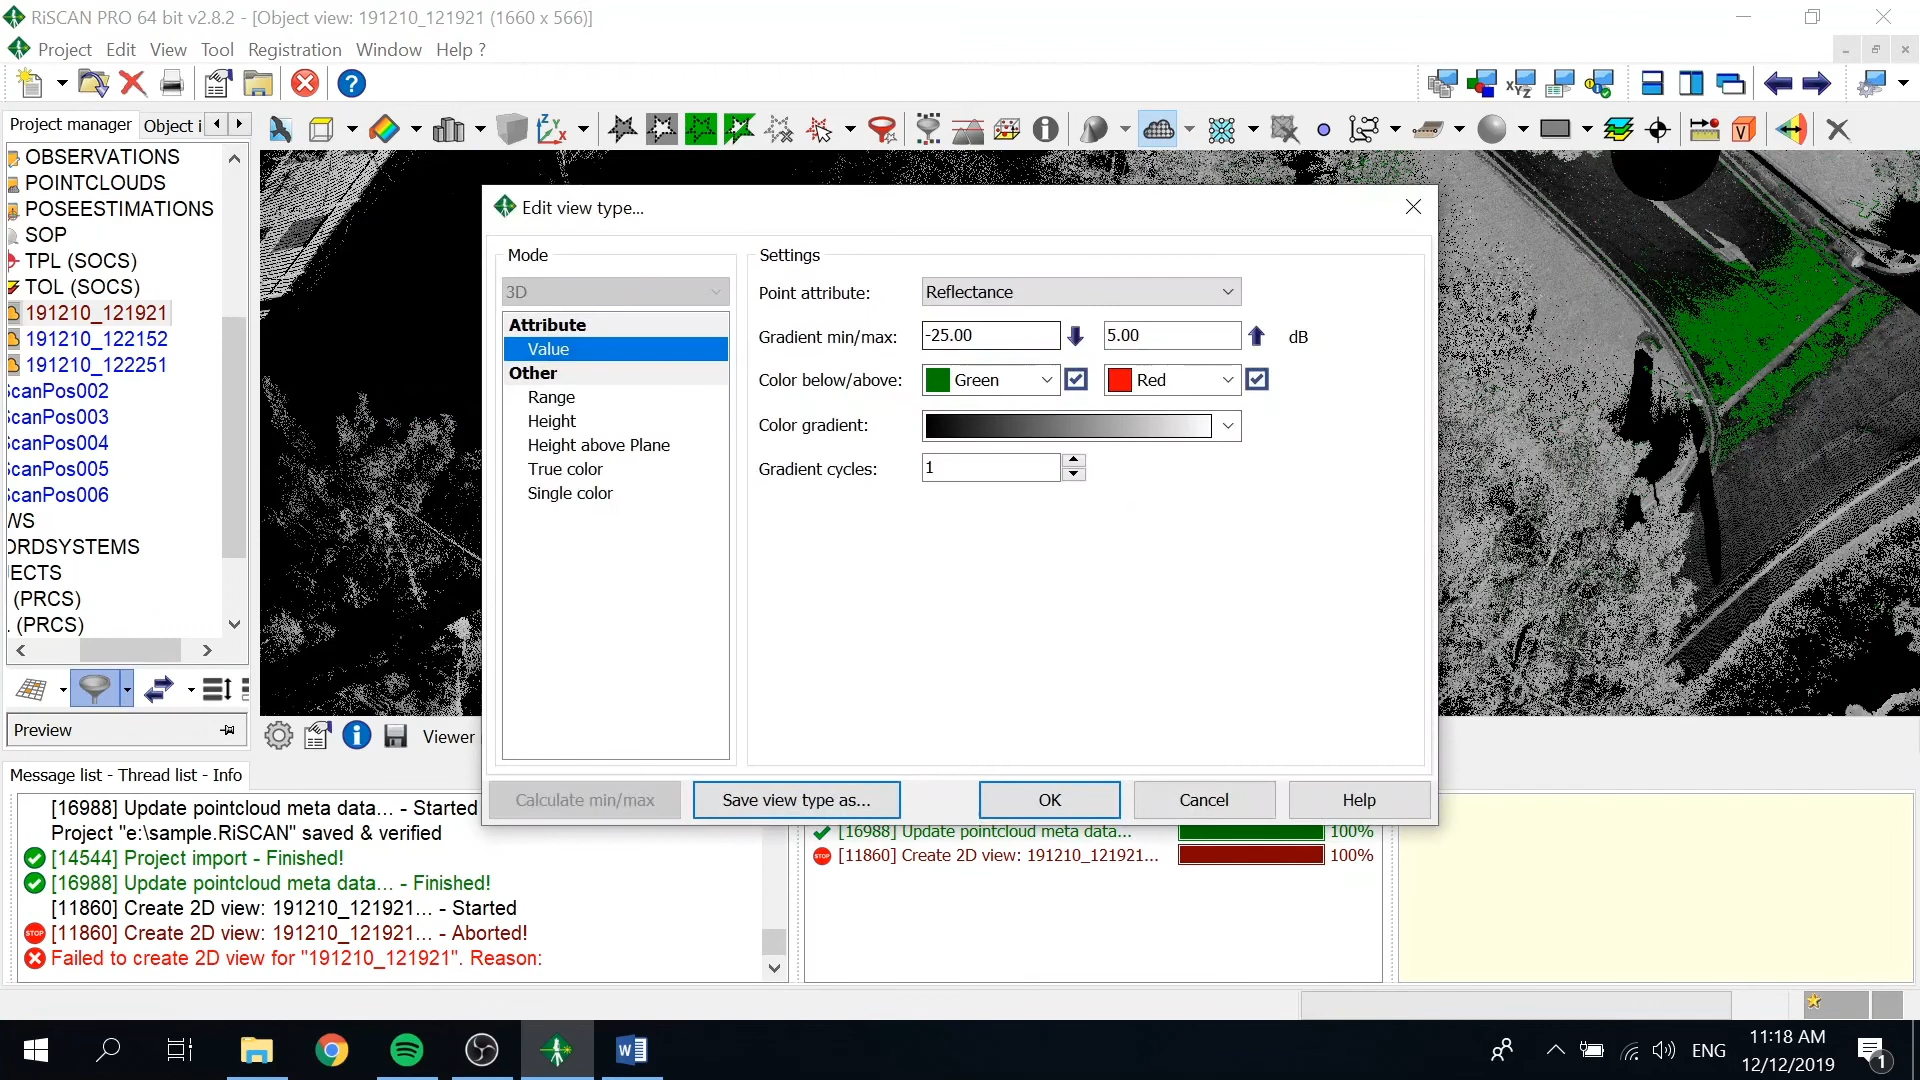 RiSCAN PRO 64 bit v2.8.2 - [Object view: 191210_121921 (1660 x 566)]
Project Edit View Tool Registration Window Help ?
Project manager Object i
OBSERVATIONS
POINTCLOUDS
POSEESTIMATIONS
SOP
TPL (SOCS)
TOL (SOCS)
191210_121921
191210_122152
191210_122251
ScanPos002
ScanPos003
ScanPos004
ScanPos005
ScanPos006
WS
ORDSYSTEMS
JECTS
(PRCS)
. (PRCS)
Preview
Viewer
Edit view type...
Mode
3D
Attribute
Value
Other
Range
Height
Height above Plane
True color
Single color
Settings
Point attribute: Reflectance
Gradient min/max: -25.00 5.00 dB
Color below/above: Green Red
Color gradient:
Gradient cycles: 1
Calculate min/max Save view type as... OK Cancel Help
Message list - Thread list - Info
[16988] Update pointcloud meta data... - Started
Project "e:\sample.RiSCAN" saved & verified
[14544] Project import - Finished!
[16988] Update pointcloud meta data... - Finished!
[11860] Create 2D view: 191210_121921... - Started
[11860] Create 2D view: 191210_121921... - Aborted!
Failed to create 2D view for "191210_121921". Reason:
[16988] Update pointcloud meta data... 100%
[11860] Create 2D view: 191210_121921... 100%
ENG
11:18 AM
12/12/2019
1